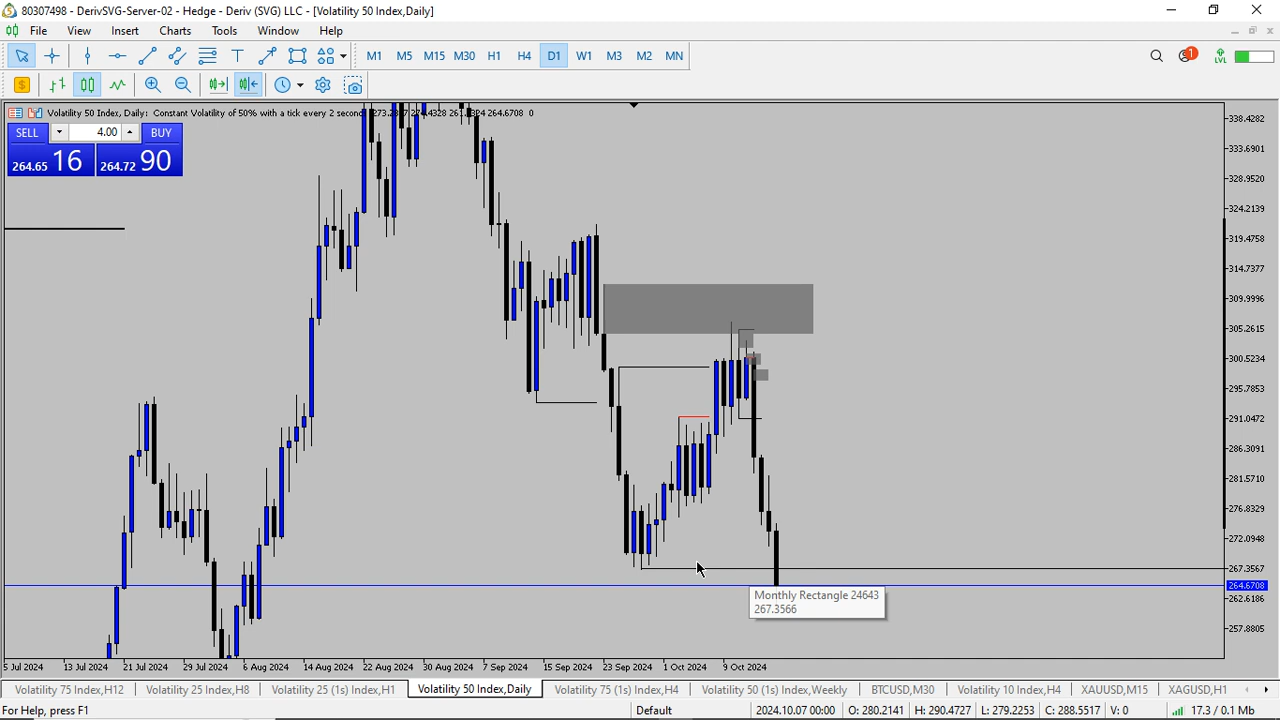 80307498 - DerivSVG-Server-02 - Hedge - Deriv (SVG) LLC - [Volatility 50 Index,Daily]
File View Insert Charts Tools Window Help
M1 M5 M15 M30 H1 H4 D1 W1 M3 M2 MN
1
LVL
Volatility 50 Index, Daily: Constant Volatility of 50% with a tick every 2 second 264.6708 0
SELL 4.00 BUY
264.65 16 264.72 90
338.4282
333.6901
328.9520
324.2139
319.4758
314.7377
309.9996
305.2615
300.5234
295.7853
291.0472
286.3091
281.5710
276.8329
272.0948
267.3567
264.6708
262.6186
257.8805
Monthly Rectangle 24643
267.3566
5 Jul 2024 13 Jul 2024 21 Jul 2024 29 Jul 2024 6 Aug 2024 14 Aug 2024 22 Aug 2024 30 Aug 2024 7 Sep 2024 15 Sep 2024 23 Sep 2024 1 Oct 2024 9 Oct 2024
Volatility 75 Index,H12 Volatility 25 Index,H8 Volatility 25 (1s) Index,H1 Volatility 50 Index,Daily Volatility 75 (1s) Index,H4 Volatility 50 (1s) Index,Weekly BTCUSD,M30 Volatility 10 Index,H4 XAUUSD,M15 XAGUSD,H1
For Help, press F1 Default 2024.10.07 00:00 O: 280.2141 H: 290.4727 L: 279.2253 C: 288.5517 V: 0 17.3 / 0.1 Mb